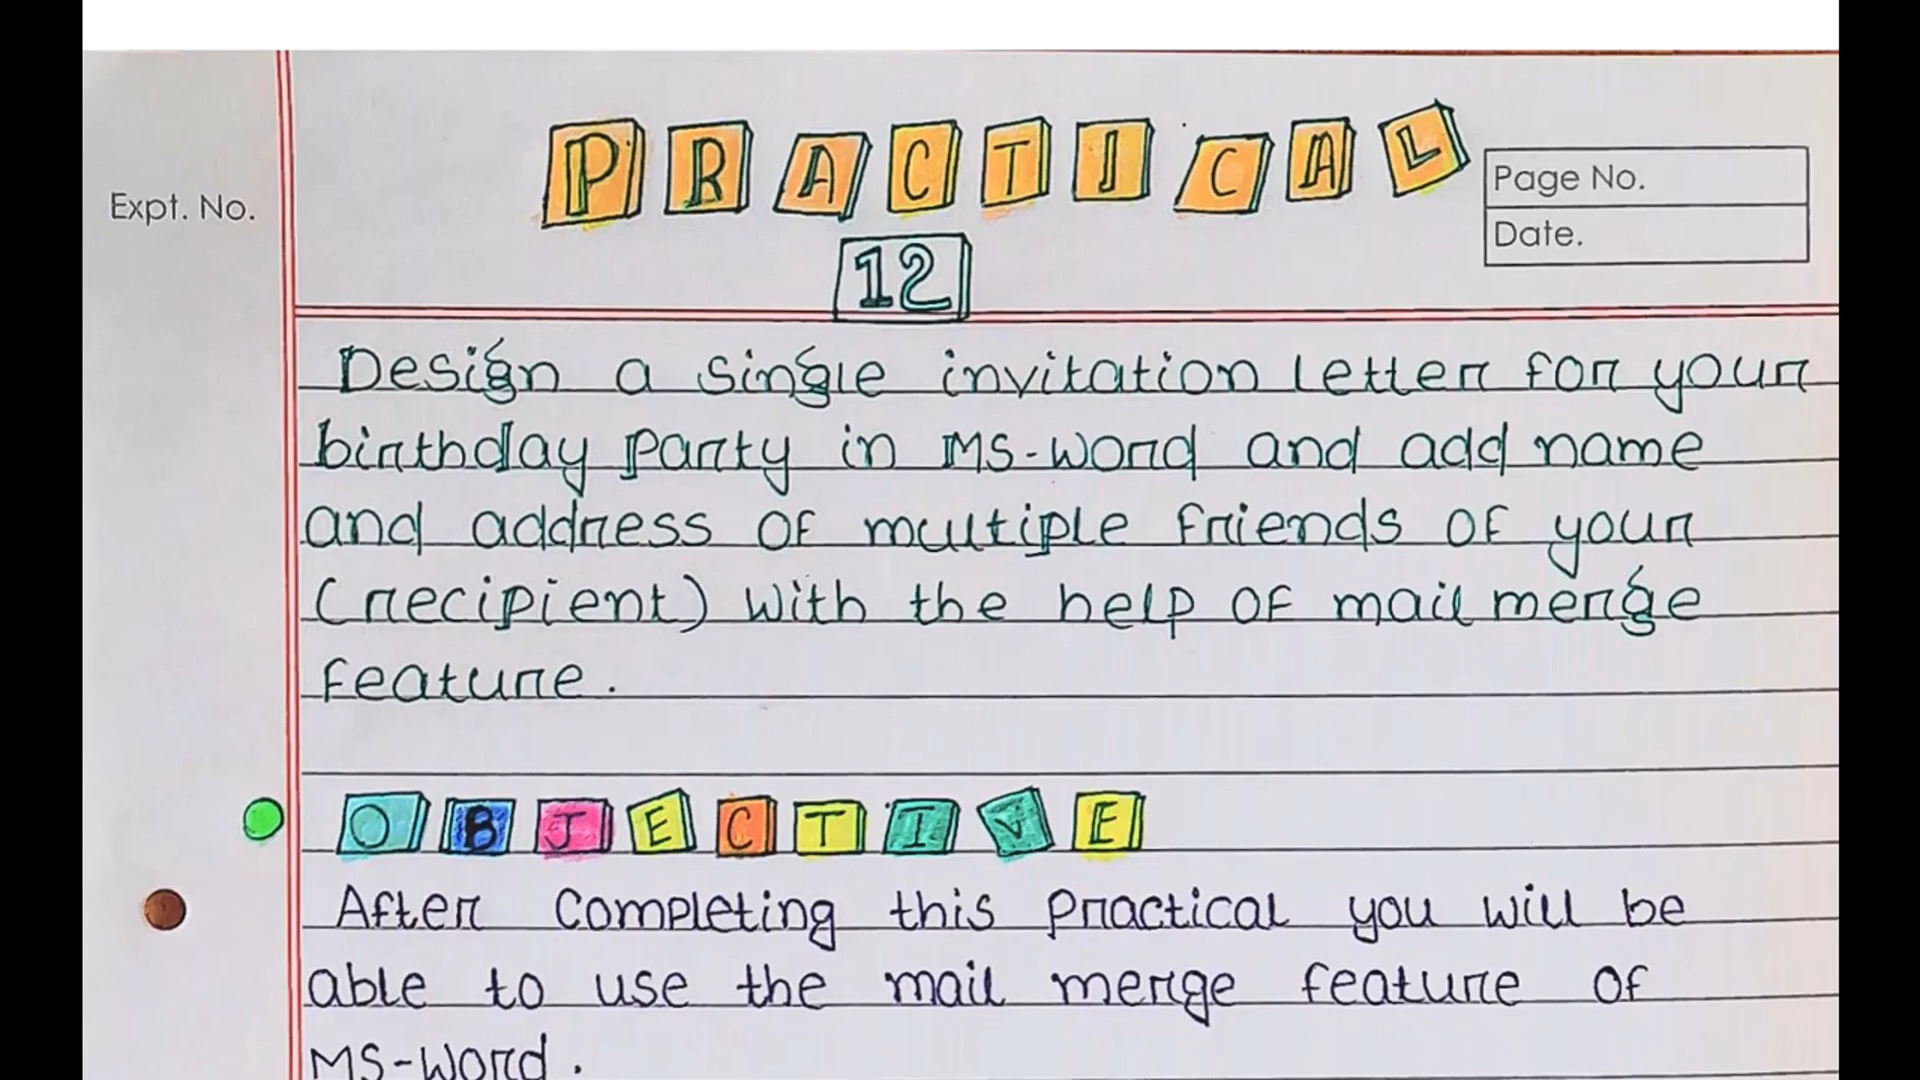 PRACTICAL
Expt. No.
Page No.
Date.
12
Design a single invitation letter for your
birthday party in MS-word and add name
and address of multiple friends of your
(recipient) with the help of mail merge
feature.
OBJECTIVE
After completing this practical you will be
able to use the mail merge feature of
MS-word.